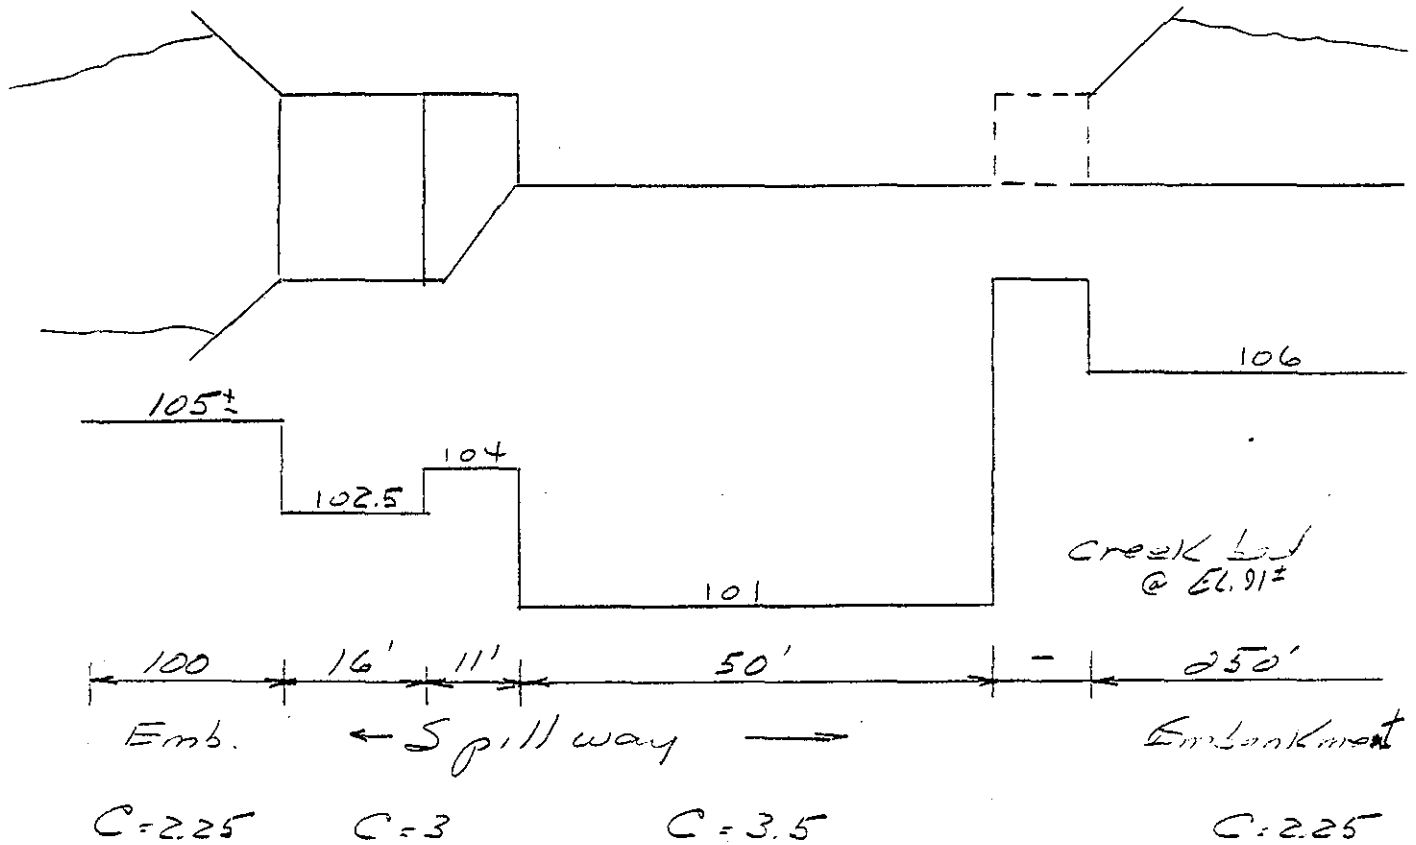 106
105±
104
102.5
Creek bed
@ EL. 91±
101
100 16' 11' 50' - 250'
Emb. ← Spillway → Embankment
C=2.25 C=3 C=3.5 C=2.25